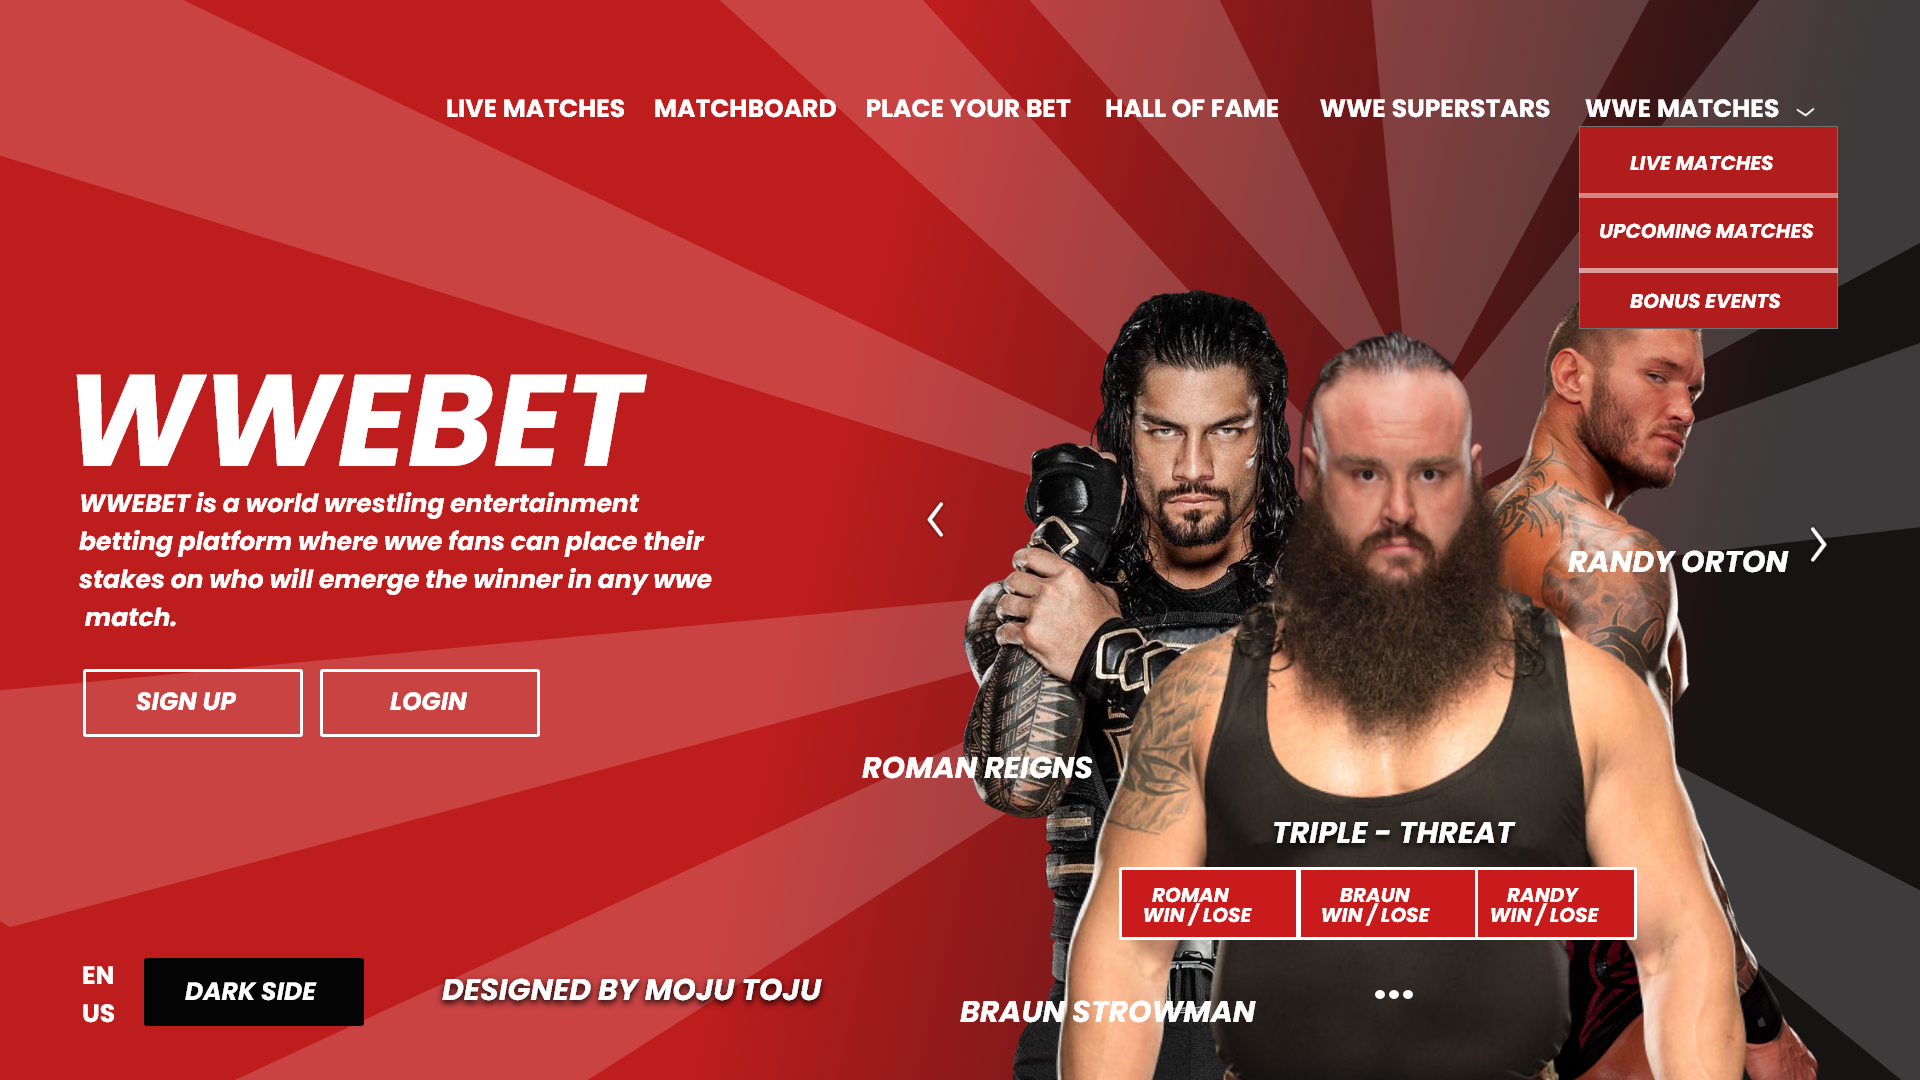 LIVE MATCHES MATCHBOARD PLACE YOUR BET HALL OF FAME WWE SUPERSTARS WWE MATCHES
LIVE MATCHES
UPCOMING MATCHES
BONUS EVENTS
WWEBET
WWEBET is a world wrestling entertainment
betting platform where wwe fans can place their
stakes on who will emerge the winner in any wwe
match.
SIGN UP LOGIN
RANDY ORTON
ROMAN REIGNS
TRIPLE - THREAT
ROMAN
WIN / LOSE
BRAUN
WIN / LOSE
RANDY
WIN / LOSE
EN
US
DARK SIDE
DESIGNED BY MOJU TOJU
BRAUN STROWMAN